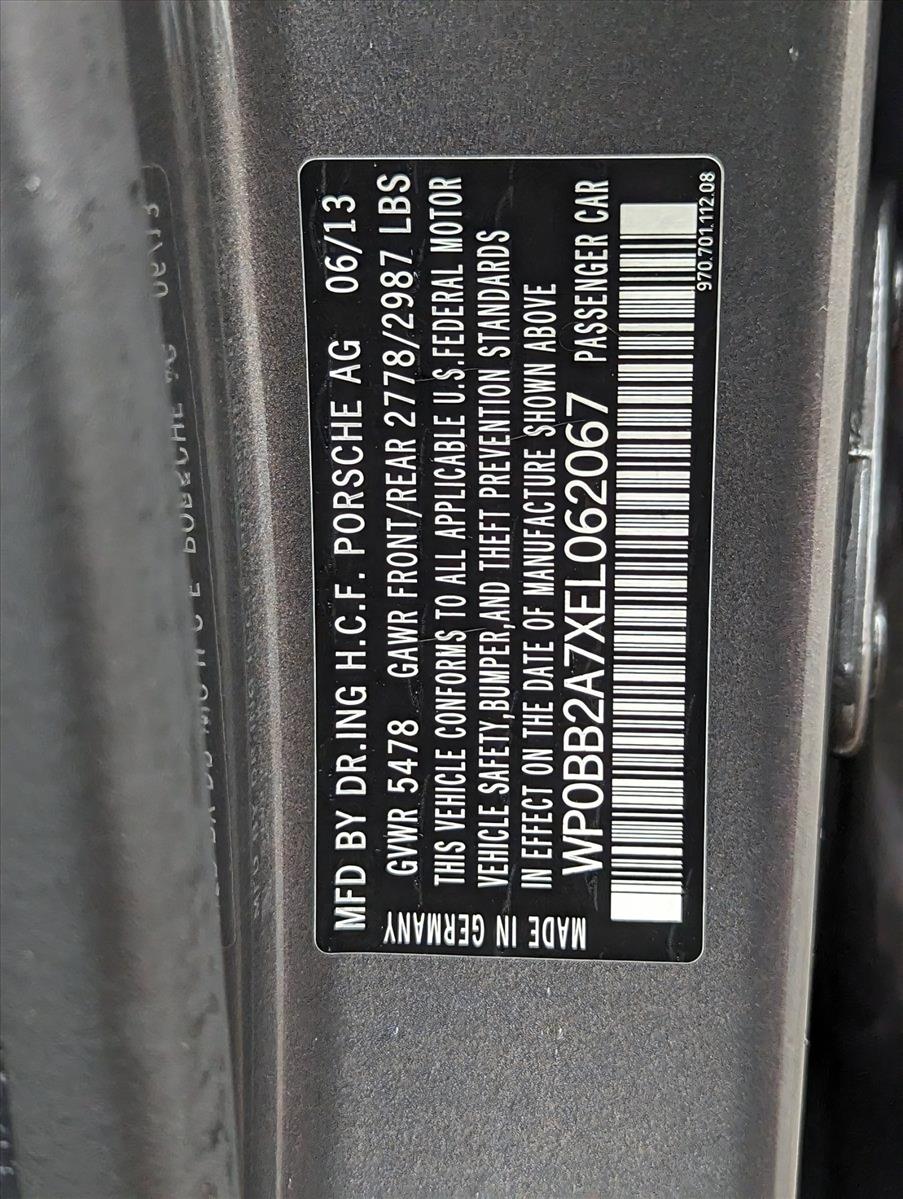 MFD BY DR.ING H.C.F. PORSCHE AG 06/13
GVWR 5478 GAWR FRONT/REAR 2778/2987 LBS
THIS VEHICLE CONFORMS TO ALL APPLICABLE U.S.FEDERAL MOTOR
VEHICLE SAFETY,BUMPER,AND THEFT PREVENTION STANDARDS
IN EFFECT ON THE DATE OF MANUFACTURE SHOWN ABOVE
WP0BB2A7XEL062067 PASSENGER CAR
970.701.112.08
MADE IN GERMANY